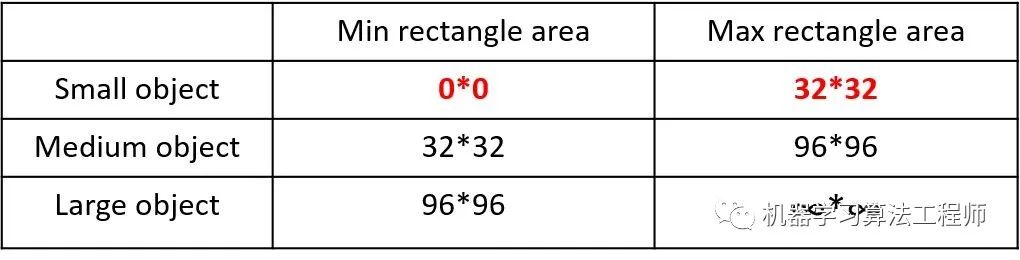 Min rectangle area Max rectangle area
Small object 0*0 32*32
Medium object 32*32 96*96
Large object 96*96
机器学习算法工程师